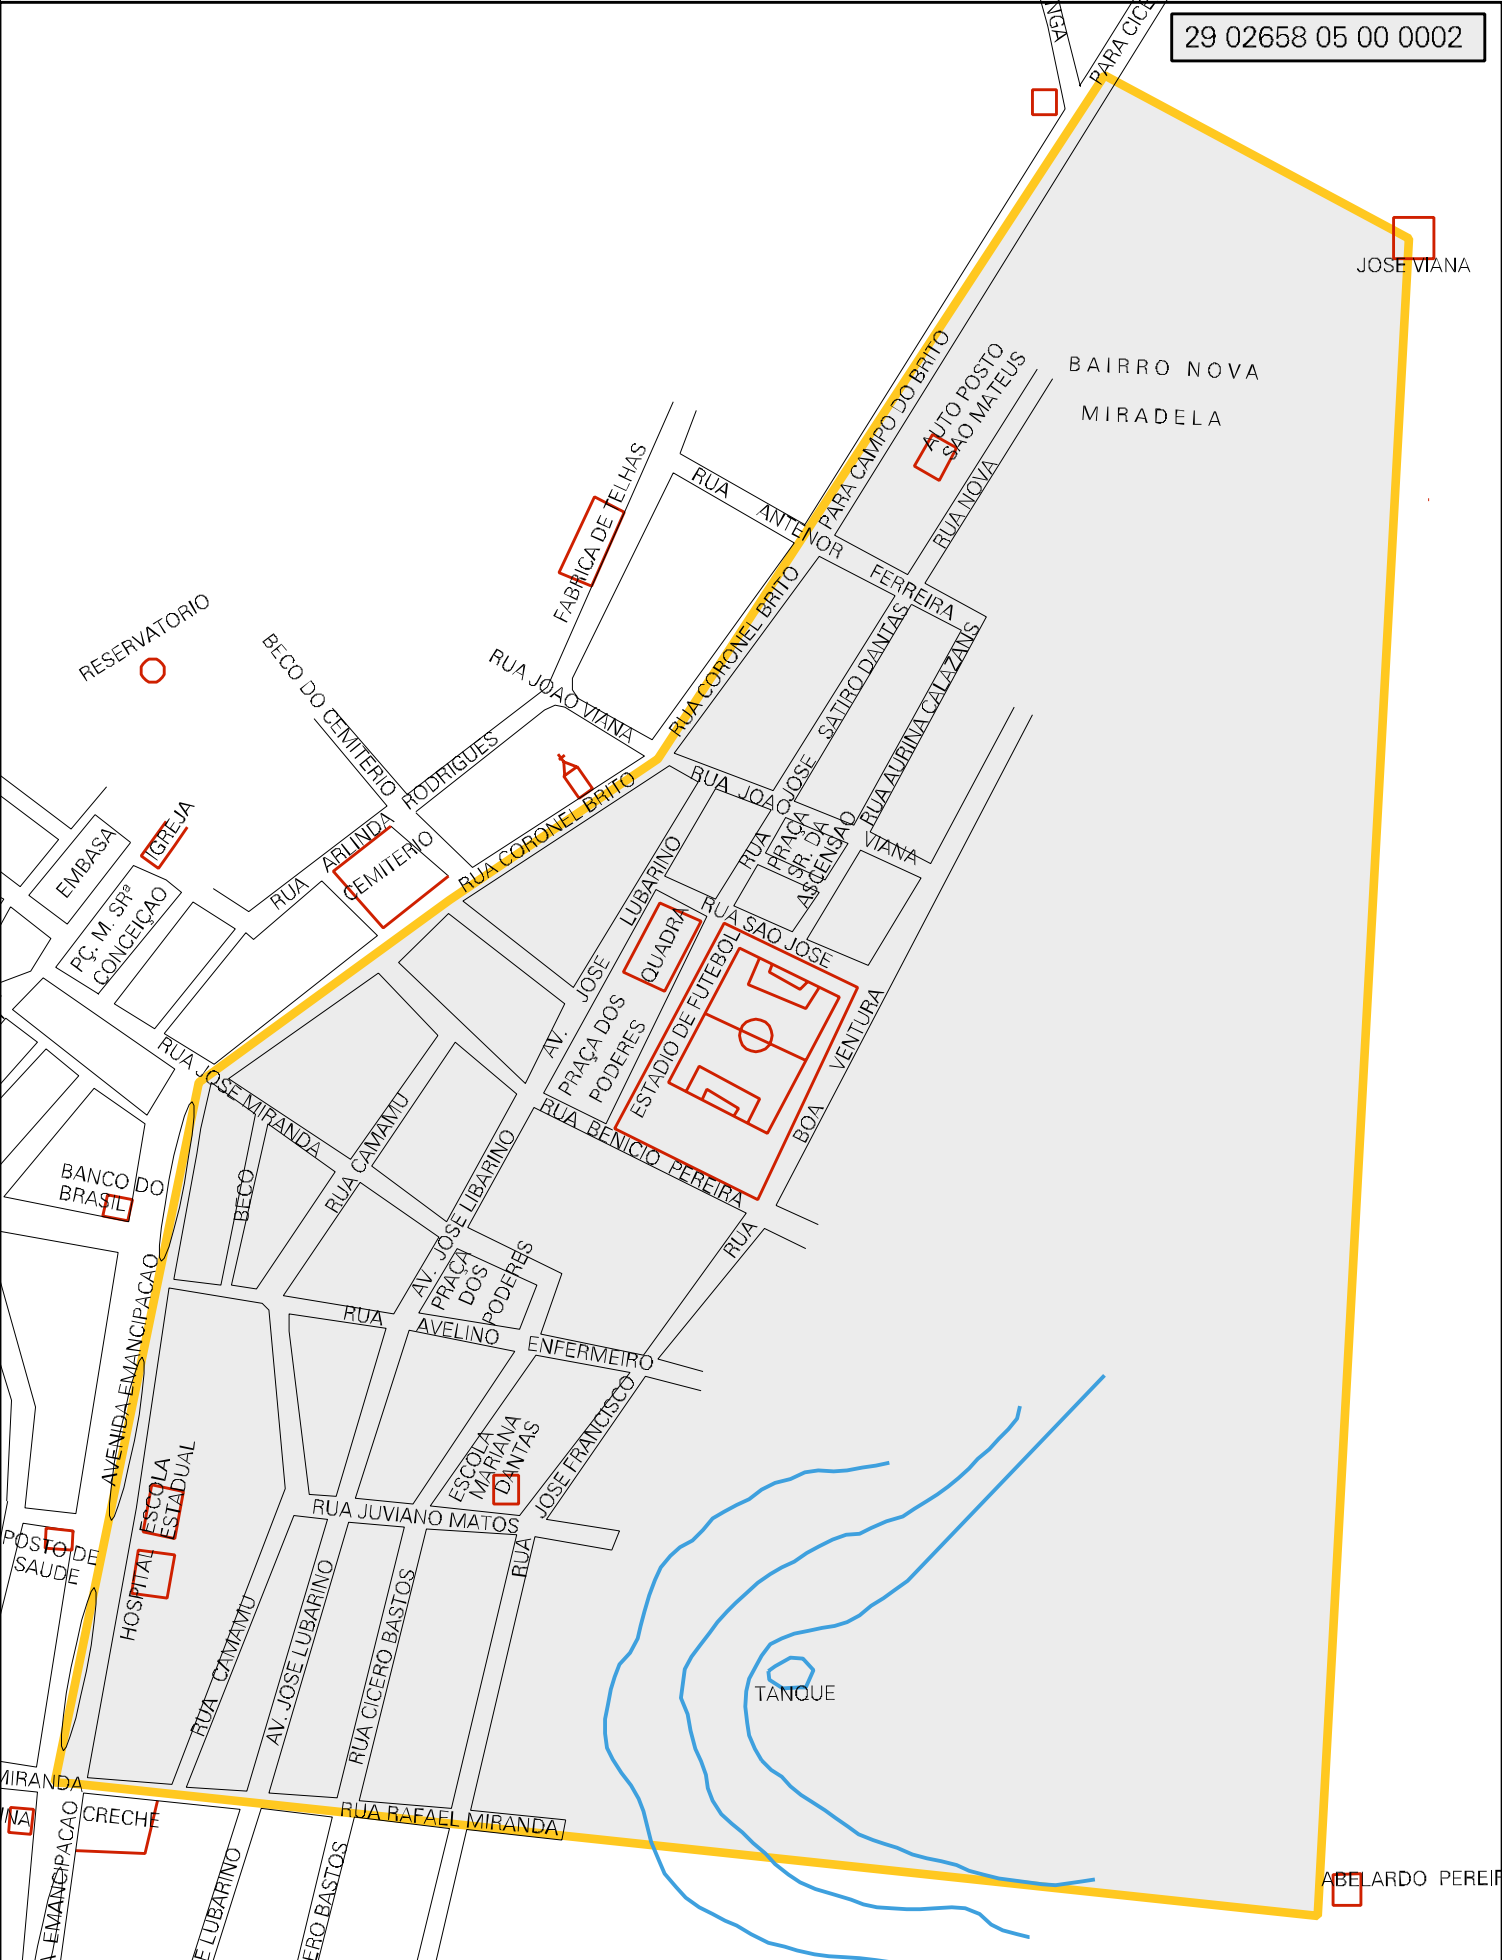 NGA
PARA CICE
29 02658 05 00 0002
JOSE VIANA
PARA CAMPO DO BRITO
AUTO POSTO
SAO MATEUS
BAIRRO NOVA
MIRADELA
RUA NOVA
FABRICA DE TELHAS
RUA ANTENOR FERREIRA
RUA CORONEL BRITO
RESERVATORIO
BECO DO CEMITERIO
RUA JOAO VIANA
JOSE SATIRO DANTAS
RUA AURINA CALAZANS
RUA ARLINDA RODRIGUES
RUA CORONEL BRITO
RUA JOAO VIANA
IGREJA
EMBASA
CEMITERIO
RUA
PRAÇA
SR. DA
ASCENSAO
PÇ. M. SRª
CONCEIÇAO
AV. JOSE LUBARINO
QUADRA
RUA SAO JOSE
ESTADIO DE FUTEBOL
PRAÇA DOS
PODERES
RUA BOA VENTURA
RUA JOSE MIRANDA
RUA CAMAMU
RUA BENICIO PEREIRA
BANCO DO
BRASIL
BECO
AV. JOSE LIBARINO
PRAÇA
DOS
PODERES
AVENIDA EMANCIPACAO
RUA AVELINO ENFERMEIRO
ESCOLA
MARIANA
DANTAS
RUA JOSE FRANCISCO
ESCOLA
ESTADUAL
RUA JUVIANO MATOS
POSTO DE
SAUDE
HOSPITAL
RUA CAMAMU
AV. JOSE LUBARINO
RUA CICERO BASTOS
TANQUE
MIRANDA
RUA RAFAEL MIRANDA
INA
CRECHE
A EMANCIPACAO
E LUBARINO
ERO BASTOS
ABELARDO PEREIR